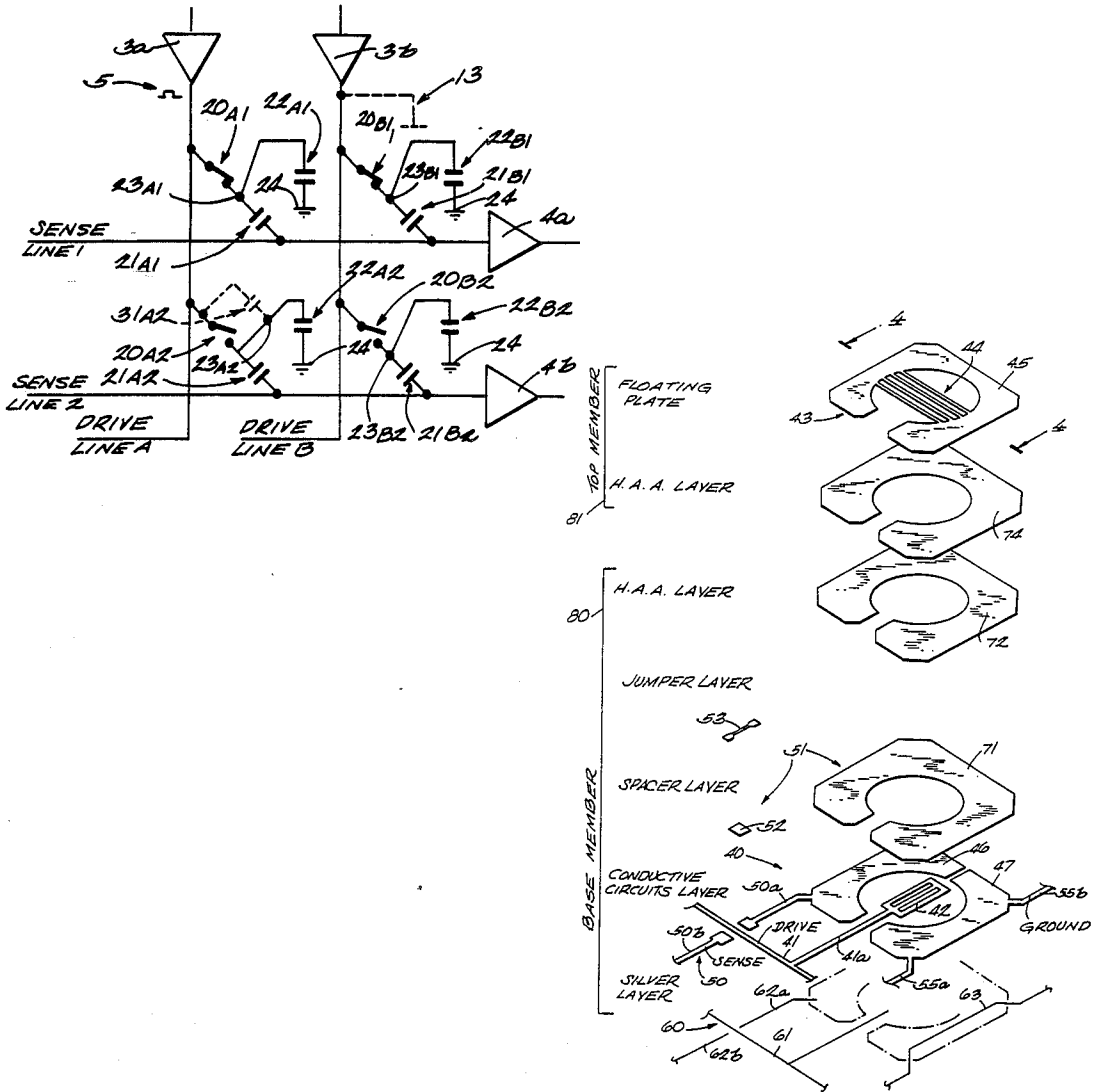 3a
3b
5
13
20A1
22A1
20B1
22B1
23A1
24
23B1
21B1
24
4a
SENSE
LINE 1
21A1
22A2
20B2
22B2
31A2
20A2
23A2
24
24
21A2
4b
SENSE
LINE 2
DRIVE
LINE A
DRIVE
LINE B
23B2
21B2
4
44
45
TOP MEMBER
FLOATING
PLATE
43
4
H.A.A. LAYER
81
74
H.A.A. LAYER
80
72
JUMPER LAYER
53
51
71
SPACER LAYER
52
BASE MEMBER
40
46
47
CONDUCTIVE
CIRCUITS LAYER
50a
55b
42
GROUND
DRIVE
41
41a
50b
SENSE
50
55a
SILVER
LAYER
62a
63
60
61
62b